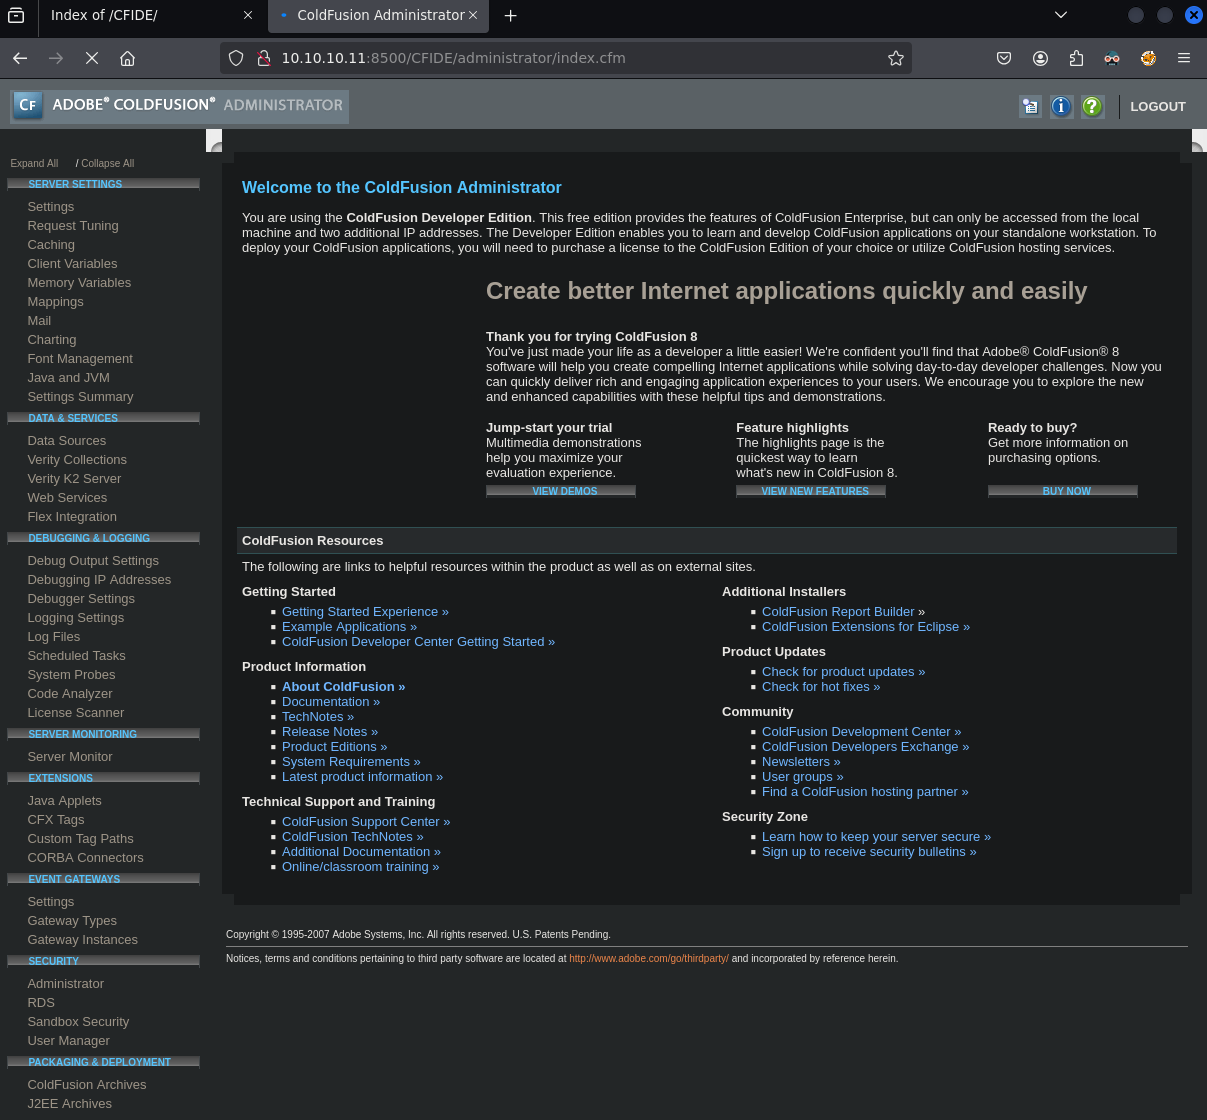 Index of /CFIDE/
ColdFusion Administrator
10.10.10.11:8500/CFIDE/administrator/index.cfm
CF ADOBE® COLDFUSION® ADMINISTRATOR
LOGOUT
Expand All / Collapse All
SERVER SETTINGS
Settings
Request Tuning
Caching
Client Variables
Memory Variables
Mappings
Mail
Charting
Font Management
Java and JVM
Settings Summary
DATA & SERVICES
Data Sources
Verity Collections
Verity K2 Server
Web Services
Flex Integration
DEBUGGING & LOGGING
Debug Output Settings
Debugging IP Addresses
Debugger Settings
Logging Settings
Log Files
Scheduled Tasks
System Probes
Code Analyzer
License Scanner
SERVER MONITORING
Server Monitor
EXTENSIONS
Java Applets
CFX Tags
Custom Tag Paths
CORBA Connectors
EVENT GATEWAYS
Settings
Gateway Types
Gateway Instances
SECURITY
Administrator
RDS
Sandbox Security
User Manager
PACKAGING & DEPLOYMENT
ColdFusion Archives
J2EE Archives
Welcome to the ColdFusion Administrator
You are using the ColdFusion Developer Edition. This free edition provides the features of ColdFusion Enterprise, but can only be accessed from the local
machine and two additional IP addresses. The Developer Edition enables you to learn and develop ColdFusion applications on your standalone workstation. To
deploy your ColdFusion applications, you will need to purchase a license to the ColdFusion Edition of your choice or utilize ColdFusion hosting services.
Create better Internet applications quickly and easily
Thank you for trying ColdFusion 8
You've just made your life as a developer a little easier! We're confident you'll find that Adobe® ColdFusion® 8
software will help you create compelling Internet applications while solving day-to-day developer challenges. Now you
can quickly deliver rich and engaging application experiences to your users. We encourage you to explore the new
and enhanced capabilities with these helpful tips and demonstrations.
Jump-start your trial
Multimedia demonstrations
help you maximize your
evaluation experience.
VIEW DEMOS
Feature highlights
The highlights page is the
quickest way to learn
what's new in ColdFusion 8.
VIEW NEW FEATURES
Ready to buy?
Get more information on
purchasing options.
BUY NOW
ColdFusion Resources
The following are links to helpful resources within the product as well as on external sites.
Getting Started
Getting Started Experience »
Example Applications »
ColdFusion Developer Center Getting Started »
Product Information
About ColdFusion »
Documentation »
TechNotes »
Release Notes »
Product Editions »
System Requirements »
Latest product information »
Technical Support and Training
ColdFusion Support Center »
ColdFusion TechNotes »
Additional Documentation »
Online/classroom training »
Additional Installers
ColdFusion Report Builder »
ColdFusion Extensions for Eclipse »
Product Updates
Check for product updates »
Check for hot fixes »
Community
ColdFusion Development Center »
ColdFusion Developers Exchange »
Newsletters »
User groups »
Find a ColdFusion hosting partner »
Security Zone
Learn how to keep your server secure »
Sign up to receive security bulletins »
Copyright © 1995-2007 Adobe Systems, Inc. All rights reserved. U.S. Patents Pending.
Notices, terms and conditions pertaining to third party software are located at http://www.adobe.com/go/thirdparty/ and incorporated by reference herein.